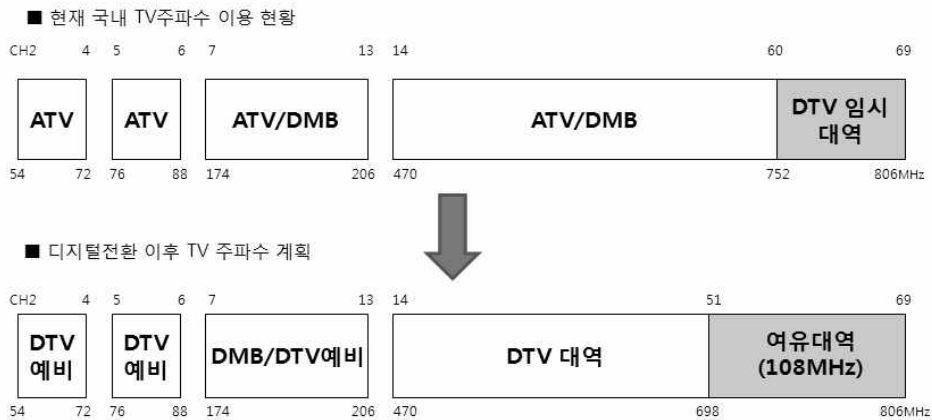 ■ 현재 국내 TV주파수 이용 현황
CH2 4 5 6 7 13 14 60 69
ATV ATV ATV/DMB ATV/DMB DTV 임시
대역
54 72 76 88 174 206 470 752 806MHz
■ 디지털전환 이후 TV 주파수 계획
CH2 4 5 6 7 13 14 51 69
DTV
예비
DTV
예비
DMB/DTV예비
DTV 대역
여유대역
(108MHz)
54 72 76 88 174 206 470 698 806MHz